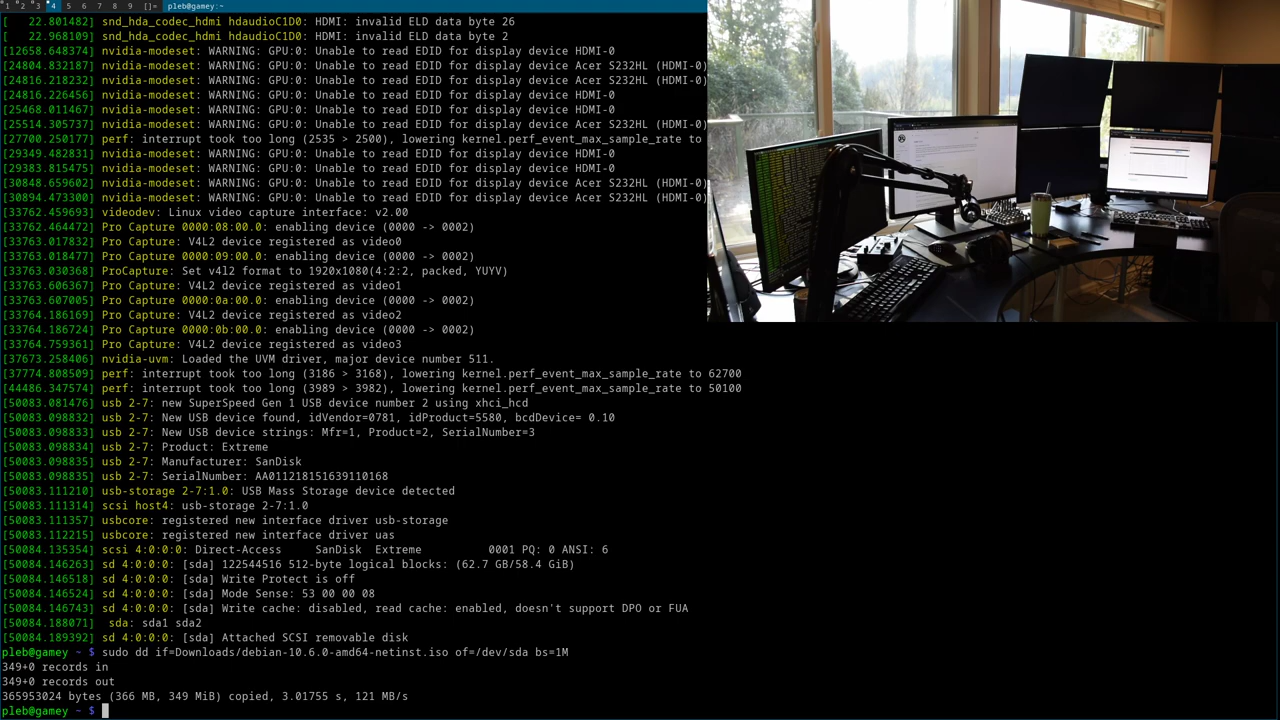 1 2 3 4 5 6 7 8 9 []= pleb@gamey:~
[   22.801482] snd_hda_codec_hdmi hdaudioC1D0: HDMI: invalid ELD data byte 26
[   22.968109] snd_hda_codec_hdmi hdaudioC1D0: HDMI: invalid ELD data byte 2
[12658.648374] nvidia-modeset: WARNING: GPU:0: Unable to read EDID for display device HDMI-0
[24804.832187] nvidia-modeset: WARNING: GPU:0: Unable to read EDID for display device Acer S232HL (HDMI-0)
[24816.218232] nvidia-modeset: WARNING: GPU:0: Unable to read EDID for display device Acer S232HL (HDMI-0)
[24816.226456] nvidia-modeset: WARNING: GPU:0: Unable to read EDID for display device HDMI-0
[25468.011467] nvidia-modeset: WARNING: GPU:0: Unable to read EDID for display device HDMI-0
[25514.305737] nvidia-modeset: WARNING: GPU:0: Unable to read EDID for display device Acer S232HL (HDMI-0)
[27700.250177] perf: interrupt took too long (2535 > 2500), lowering kernel.perf_event_max_sample_rate to
[29349.482831] nvidia-modeset: WARNING: GPU:0: Unable to read EDID for display device HDMI-0
[29383.815475] nvidia-modeset: WARNING: GPU:0: Unable to read EDID for display device HDMI-0
[30848.659602] nvidia-modeset: WARNING: GPU:0: Unable to read EDID for display device Acer S232HL (HDMI-0)
[30894.473300] nvidia-modeset: WARNING: GPU:0: Unable to read EDID for display device Acer S232HL (HDMI-0)
[33762.459693] videodev: Linux video capture interface: v2.00
[33762.464472] Pro Capture 0000:08:00.0: enabling device (0000 -> 0002)
[33763.017832] Pro Capture: V4L2 device registered as video0
[33763.018477] Pro Capture 0000:09:00.0: enabling device (0000 -> 0002)
[33763.030368] ProCapture: Set v4l2 format to 1920x1080(4:2:2, packed, YUYV)
[33763.606367] Pro Capture: V4L2 device registered as video1
[33763.607005] Pro Capture 0000:0a:00.0: enabling device (0000 -> 0002)
[33764.186169] Pro Capture: V4L2 device registered as video2
[33764.186724] Pro Capture 0000:0b:00.0: enabling device (0000 -> 0002)
[33764.759361] Pro Capture: V4L2 device registered as video3
[37673.258406] nvidia-uvm: Loaded the UVM driver, major device number 511.
[37774.808509] perf: interrupt took too long (3186 > 3168), lowering kernel.perf_event_max_sample_rate to 62700
[44486.347574] perf: interrupt took too long (3989 > 3982), lowering kernel.perf_event_max_sample_rate to 50100
[50083.081476] usb 2-7: new SuperSpeed Gen 1 USB device number 2 using xhci_hcd
[50083.098832] usb 2-7: New USB device found, idVendor=0781, idProduct=5580, bcdDevice= 0.10
[50083.098833] usb 2-7: New USB device strings: Mfr=1, Product=2, SerialNumber=3
[50083.098834] usb 2-7: Product: Extreme
[50083.098835] usb 2-7: Manufacturer: SanDisk
[50083.098835] usb 2-7: SerialNumber: AA011218151639110168
[50083.111210] usb-storage 2-7:1.0: USB Mass Storage device detected
[50083.111314] scsi host4: usb-storage 2-7:1.0
[50083.111357] usbcore: registered new interface driver usb-storage
[50083.112215] usbcore: registered new interface driver uas
[50084.135354] scsi 4:0:0:0: Direct-Access     SanDisk  Extreme          0001 PQ: 0 ANSI: 6
[50084.146263] sd 4:0:0:0: [sda] 122544516 512-byte logical blocks: (62.7 GB/58.4 GiB)
[50084.146518] sd 4:0:0:0: [sda] Write Protect is off
[50084.146524] sd 4:0:0:0: [sda] Mode Sense: 53 00 00 08
[50084.146743] sd 4:0:0:0: [sda] Write cache: disabled, read cache: enabled, doesn't support DPO or FUA
[50084.188071]  sda: sda1 sda2
[50084.189392] sd 4:0:0:0: [sda] Attached SCSI removable disk
pleb@gamey ~ $ sudo dd if=Downloads/debian-10.6.0-amd64-netinst.iso of=/dev/sda bs=1M
349+0 records in
349+0 records out
365953024 bytes (366 MB, 349 MiB) copied, 3.01755 s, 121 MB/s
pleb@gamey ~ $